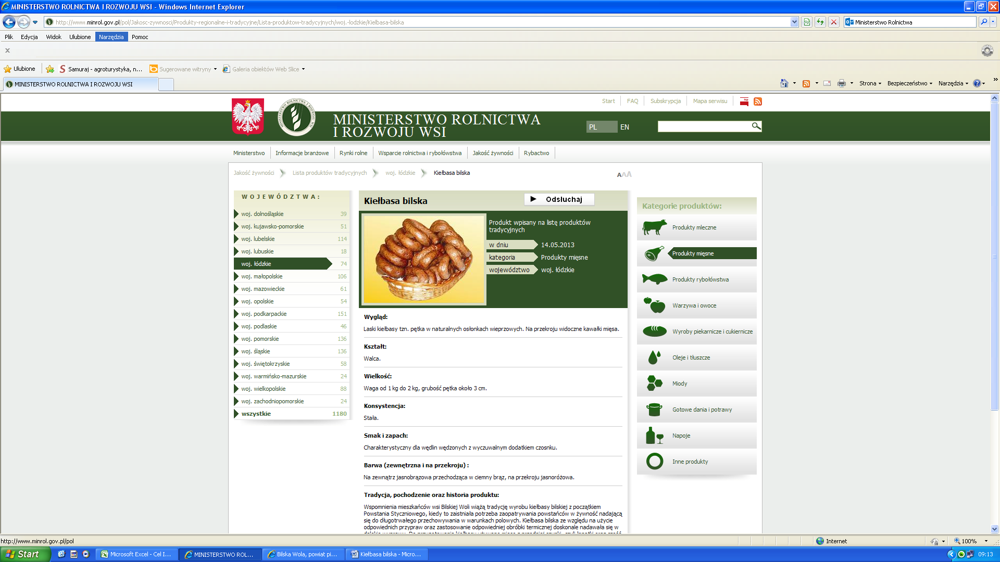 MINISTERSTWO ROLNICTWA I ROZWOJU WSI - Windows Internet Explorer
http://www.minrol.gov.pl/pol/Jakosc-zywnosci/Produkty-regionalne-i-tradycyjne/Lista-produktow-tradycyjnych/woj.-lodzkie/Kielbasa-bilska
Ministerstwo Rolnictwa
Plik Edycja Widok Ulubione Narzędzia Pomoc
x
Ulubione Samuraj - agroturystyka, n... Sugerowane witryny Galeria obiektów Web Slice
MINISTERSTWO ROLNICTWA I ROZWOJU WSI
Strona Bezpieczeństwo Narzędzia
Start FAQ Subskrypcja Mapa serwisu
MINISTERSTWO ROLNICTWA
I ROZWOJU WSI
PL EN
Ministerstwo Informacje branżowe Rynki rolne Wsparcie rolnictwa i rybołówstwa Jakość żywności Rybactwo
Jakość żywności Lista produktów tradycyjnych woj. łódzkie Kiełbasa bilska
AAA
WOJEWÓDZTWA:
woj. dolnośląskie 39
woj. kujawsko-pomorskie 51
woj. lubelskie 114
woj. lubuskie 18
woj. łódzkie 74
woj. małopolskie 106
woj. mazowieckie 61
woj. opolskie 54
woj. podkarpackie 151
woj. podlaskie 46
woj. pomorskie 136
woj. śląskie 136
woj. świętokrzyskie 58
woj. warmińsko-mazurskie 24
woj. wielkopolskie 88
woj. zachodniopomorskie 24
wszystkie 1180
Kiełbasa bilska
Odsłuchaj
Produkt wpisany na listę produktów
tradycyjnych
w dniu 14.05.2013
kategoria Produkty mięsne
województwo woj. łódzkie
Wygląd:
Laski kiełbasy tzn. pętka w naturalnych osłonkach wieprzowych. Na przekroju widoczne kawałki mięsa.
Kształt:
Walca.
Wielkość:
Waga od 1 kg do 2 kg, grubość pętka około 3 cm.
Konsystencja:
Stała.
Smak i zapach:
Charakterystyczny dla wędlin wędzonych z wyczuwalnym dodatkiem czosnku.
Barwa (zewnętrzna i na przekroju) :
Na zewnątrz jasnobrązowa przechodząca w ciemny brąz, na przekroju jasnoróżowa.
Tradycja, pochodzenie oraz historia produktu:
Wspomnienia mieszkańców wsi Bilskiej Woli wiążą tradycję wyrobu kiełbasy bilskiej z początkiem
Powstania Styczniowego, kiedy to zaistniała potrzeba zaopatrywania powstańców w żywność nadającą
się do długotrwałego przechowywania w warunkach polowych. Kiełbasa bilska ze względu na użycie
odpowiednich przypraw oraz zastosowanie odpowiedniej obróbki termicznej doskonale nadawała się w
Kategorie produktów:
Produkty mleczne
Produkty mięsne
Produkty rybołówstwa
Warzywa i owoce
Wyroby piekarnicze i cukiernicze
Oleje i tłuszcze
Miody
Gotowe dania i potrawy
Napoje
Inne produkty
http://www.minrol.gov.pl/pol
Internet
100%
Start
Microsoft Excel - Cel I...
MINISTERSTWO ROL...
Bilska Wola, powiat pi...
Kiełbasa bilska - Micro...
09:13